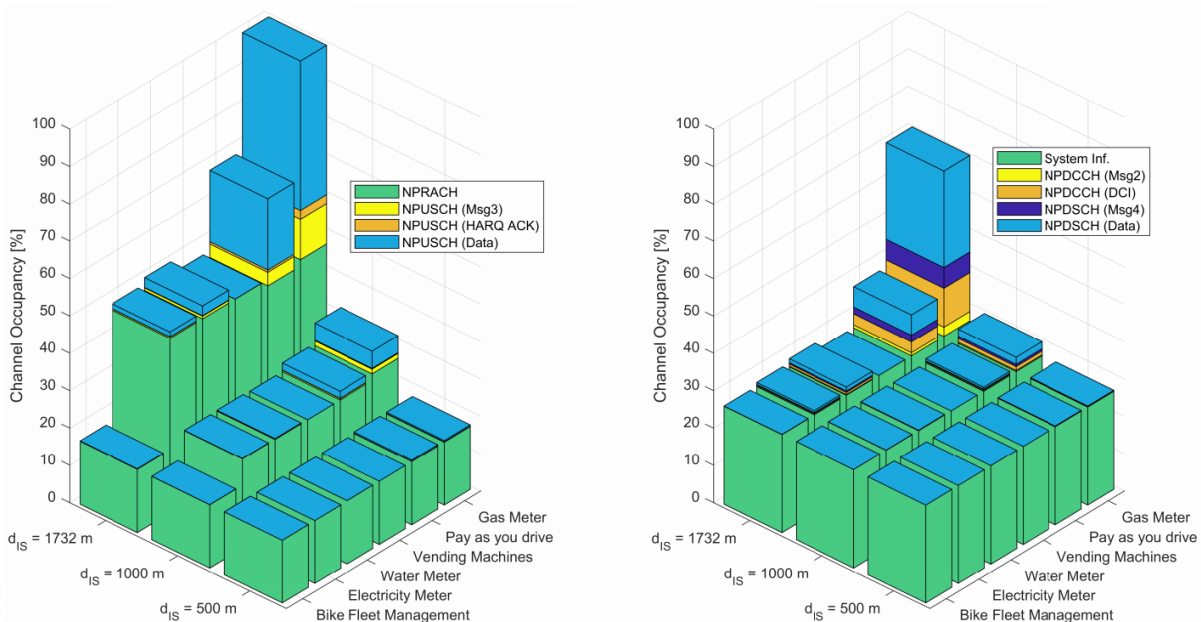 100
90
80
70
60
50
40
30
20
10
0
Channel Occupancy [%]
NPRACH
NPUSCH (Msg3)
NPUSCH (HARQ ACK)
NPUSCH (Data)
Gas Meter
Pay as you drive
Vending Machines
Water Meter
Electricity Meter
Bike Fleet Management
d_IS = 1732 m
d_IS = 1000 m
d_IS = 500 m
100
90
80
70
60
50
40
30
20
10
0
Channel Occupancy [%]
System Inf.
NPDCCH (Msg2)
NPDCCH (DCI)
NPDSCH (Msg4)
NPDSCH (Data)
Gas Meter
Pay as you drive
Vending Machines
Water Meter
Electricity Meter
Bike Fleet Management
d_IS = 1732 m
d_IS = 1000 m
d_IS = 500 m